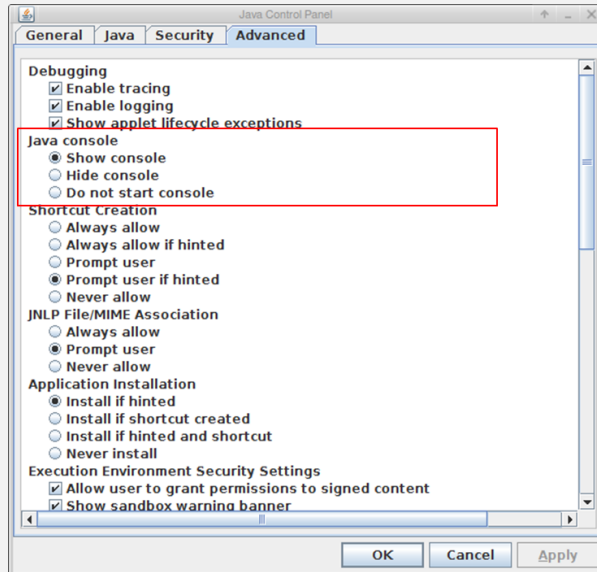 Java Control Panel
General Java Security Advanced
Debugging
Enable tracing
Enable logging
Show applet lifecycle exceptions
Java console
Show console
Hide console
Do not start console
Shortcut Creation
Always allow
Always allow if hinted
Prompt user
Prompt user if hinted
Never allow
JNLP File/MIME Association
Always allow
Prompt user
Never allow
Application Installation
Install if hinted
Install if shortcut created
Install if hinted and shortcut
Never install
Execution Environment Security Settings
Allow user to grant permissions to signed content
Show sandbox warning banner
OK Cancel Apply